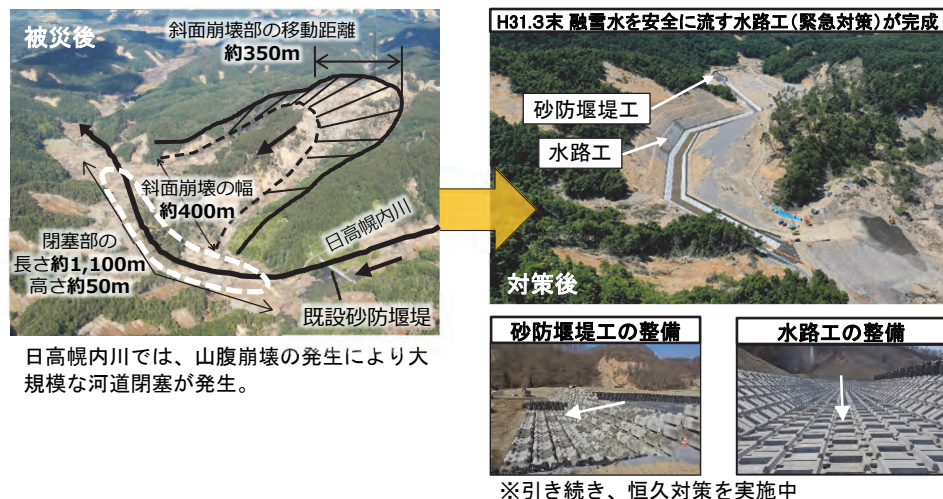 被災後
斜面崩壊部の移動距離
約350m
斜面崩壊の幅
約400m
閉塞部の
長さ約1,100m
高さ約50m
日高幌内川
既設砂防堰堤
日高幌内川では、山腹崩壊の発生により大
規模な河道閉塞が発生。
H31.3末 融雪水を安全に流す水路工(緊急対策)が完成
砂防堰堤工
水路工
対策後
砂防堰堤工の整備
水路工の整備
※引き続き、恒久対策を実施中